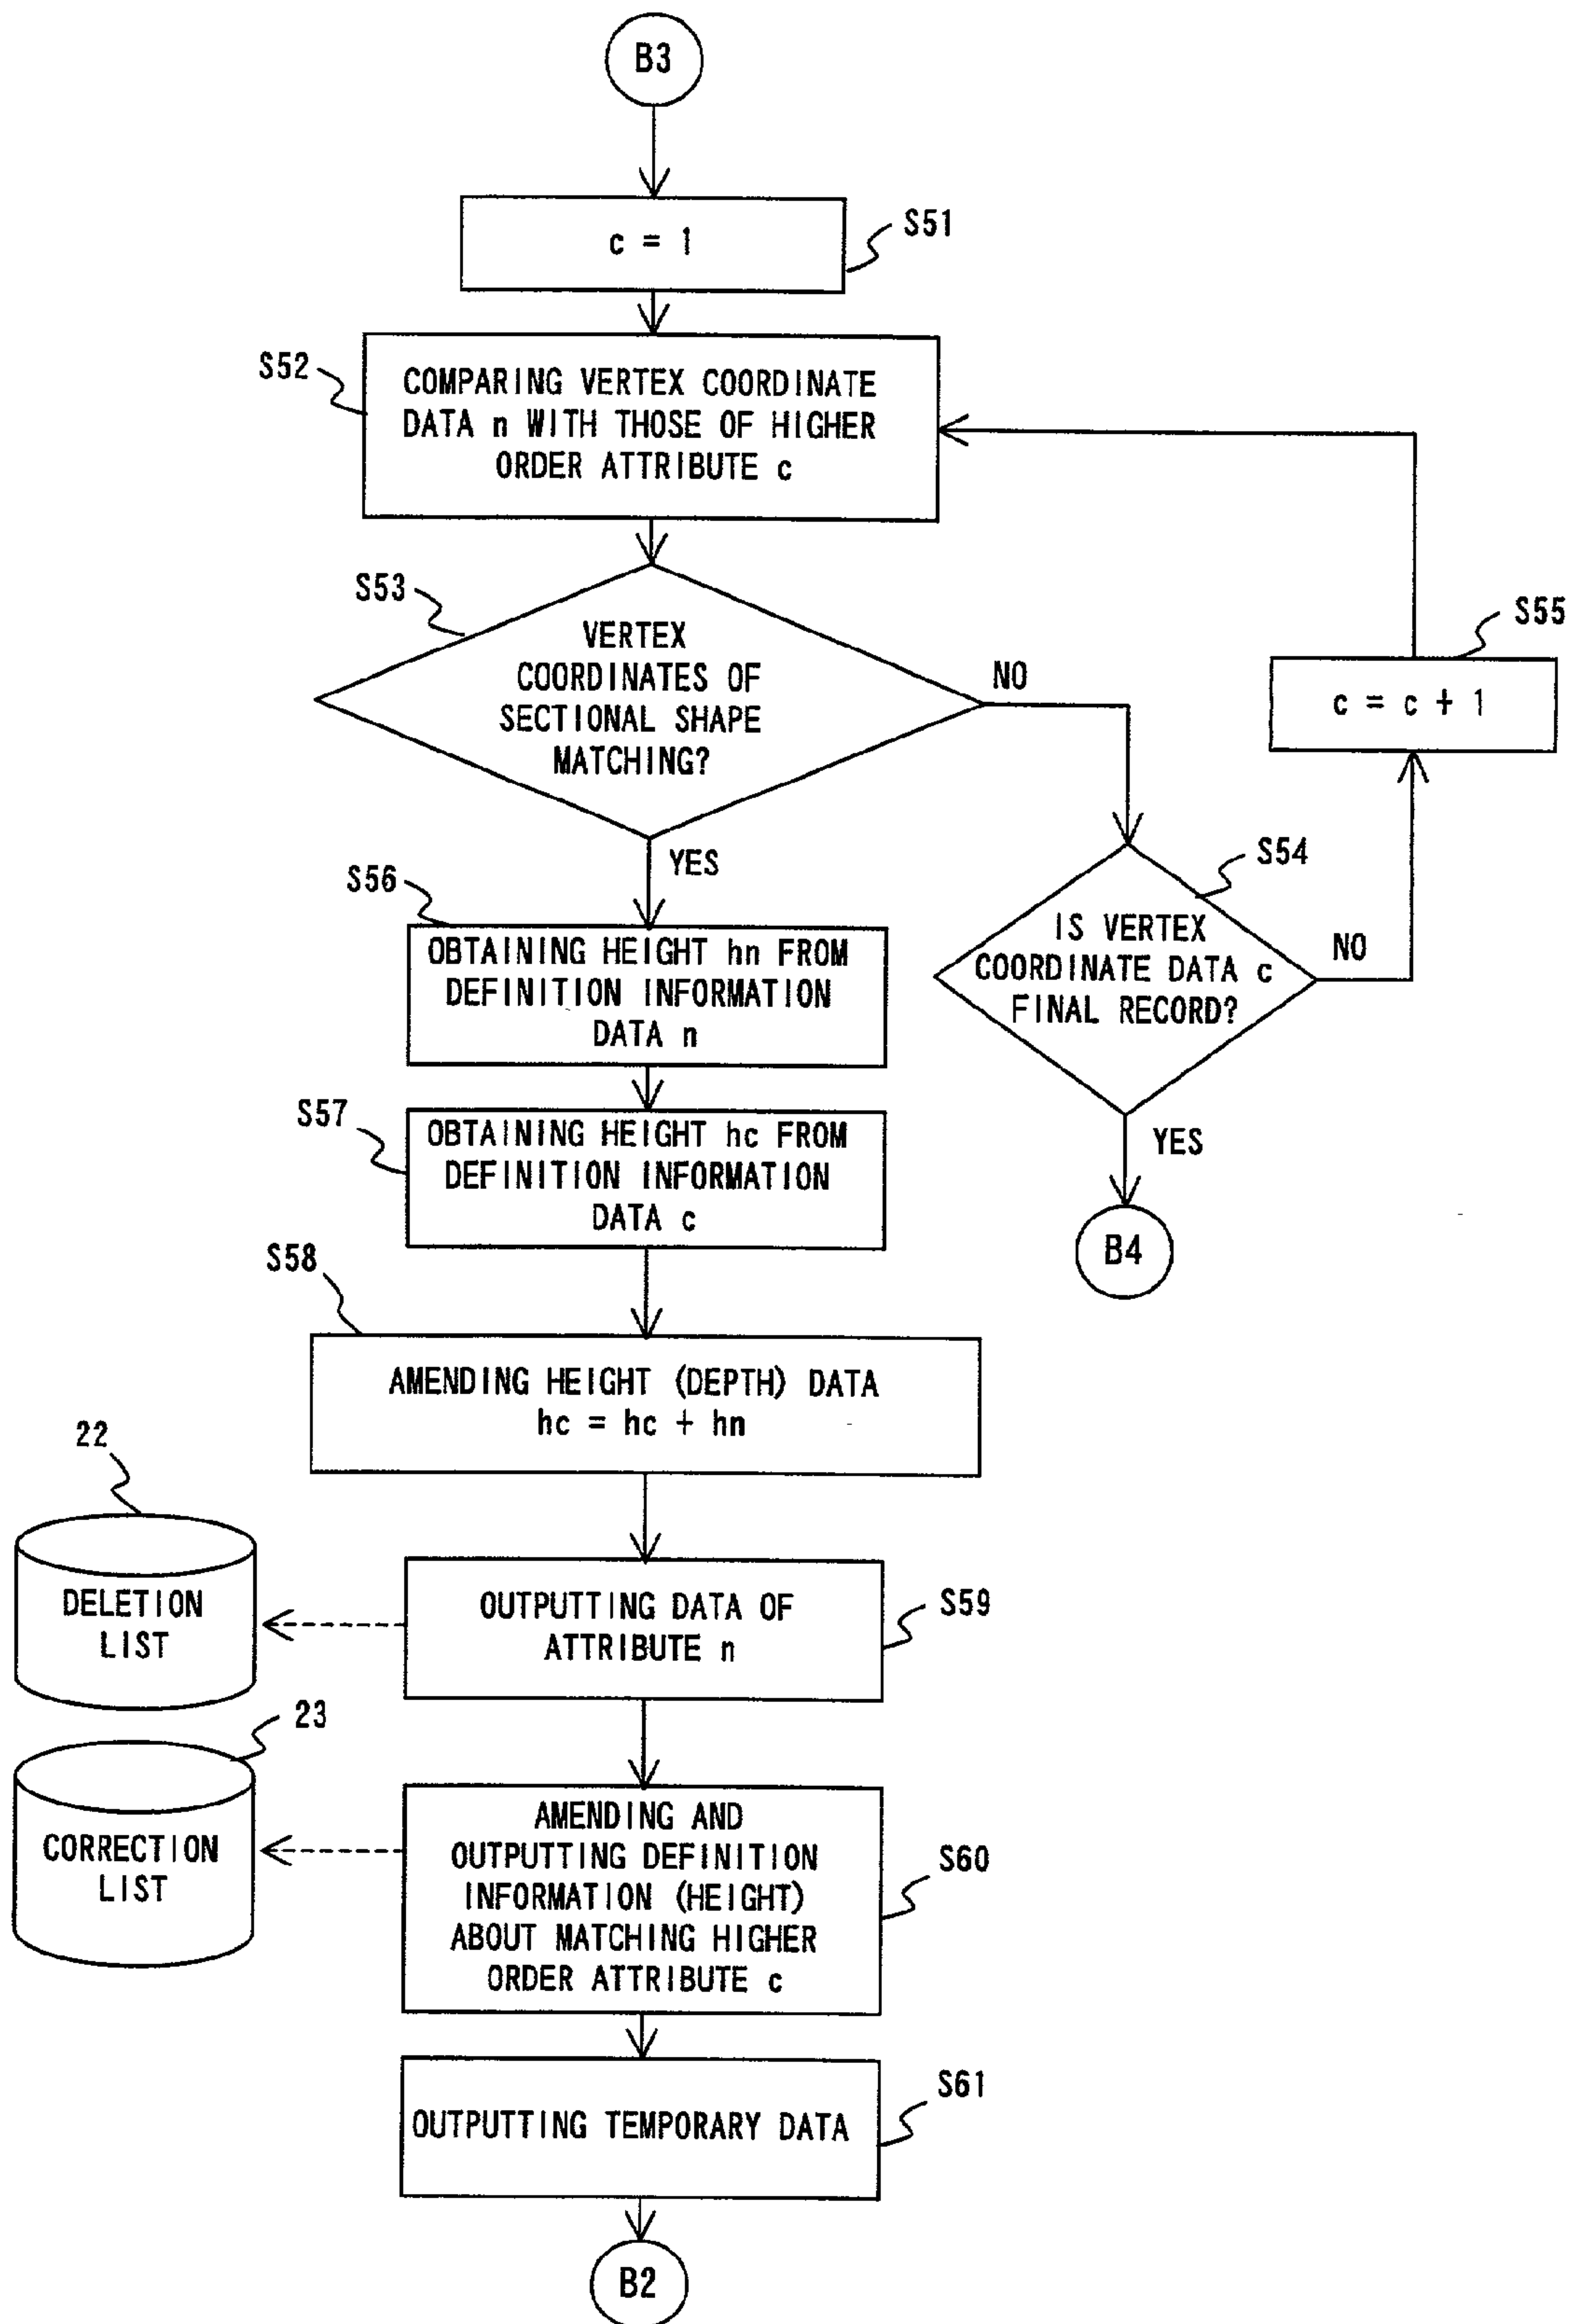 B3
c = 1
S51
S52
COMPARING VERTEX COORDINATE
DATA n WITH THOSE OF HIGHER
ORDER ATTRIBUTE c
S53
VERTEX
COORDINATES OF
SECTIONAL SHAPE
MATCHING?
NO
YES
S55
c = c + 1
S54
IS VERTEX
COORDINATE DATA c
FINAL RECORD?
NO
YES
B4
S56
OBTAINING HEIGHT hn FROM
DEFINITION INFORMATION
DATA n
S57
OBTAINING HEIGHT hc FROM
DEFINITION INFORMATION
DATA c
S58
AMENDING HEIGHT (DEPTH) DATA
hc = hc + hn
22
DELETION
LIST
OUTPUTTING DATA OF
ATTRIBUTE n
S59
23
CORRECTION
LIST
AMENDING AND
OUTPUTTING DEFINITION
INFORMATION (HEIGHT)
ABOUT MATCHING HIGHER
ORDER ATTRIBUTE c
S60
OUTPUTTING TEMPORARY DATA
S61
B2